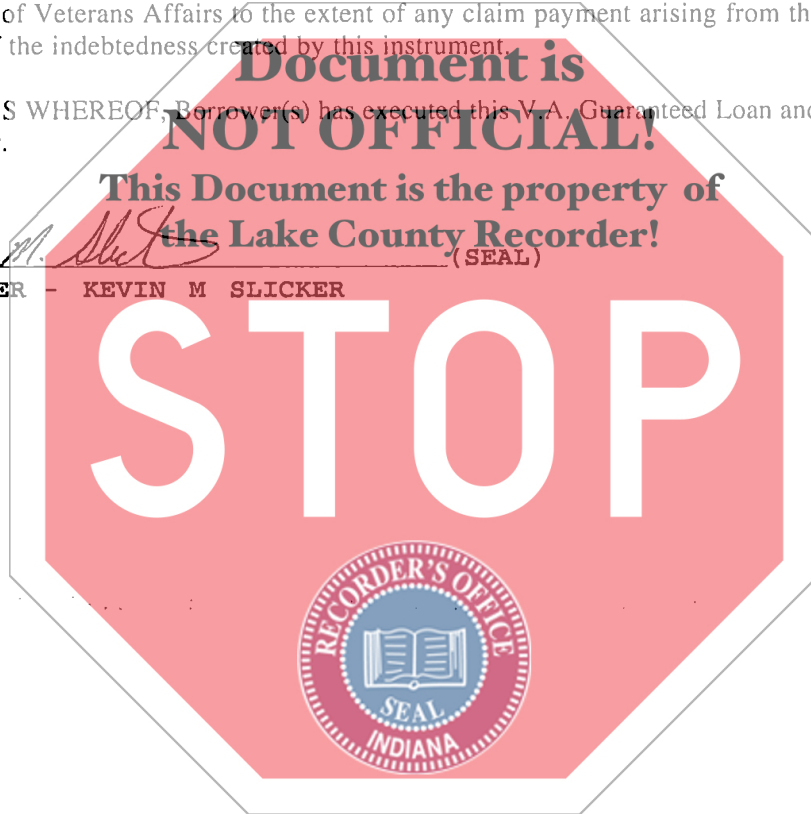 of Veterans Affairs to the extent of any claim payment arising from th
the indebtedness created by this instrument.
Document is
S WHEREOF, Borrower(s) has executed this V.A. Guaranteed Loan and
NOT OFFICIAL!
This Document is the property of
the Lake County Recorder!
M. (SEAL)
ER - KEVIN M SLICKER
STOP
RECORDER'S OFFICE
SEAL
INDIANA